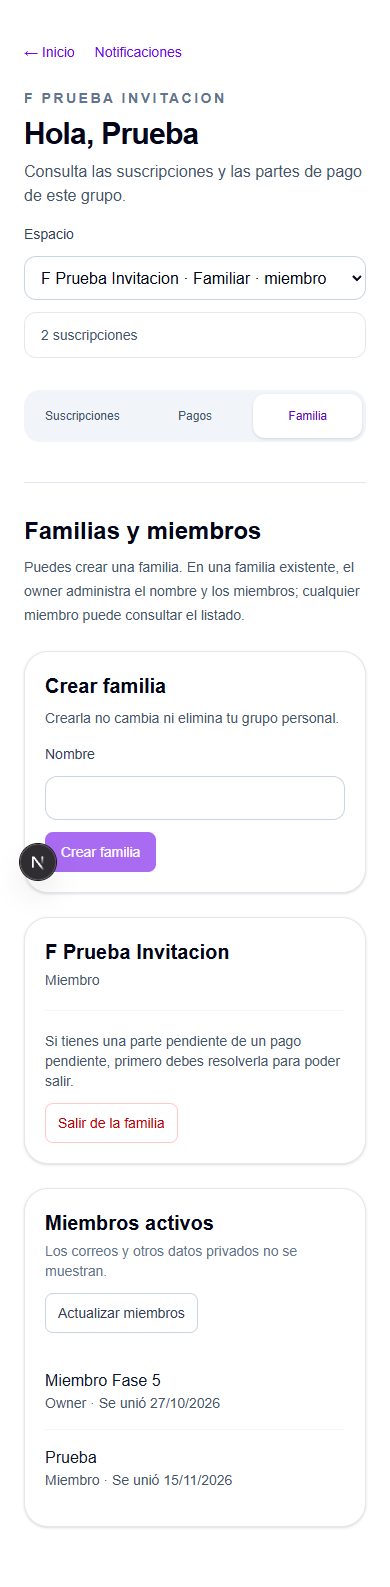 ← Inicio Notificaciones
F PRUEBA INVITACION
Hola, Prueba
Consulta las suscripciones y las partes de pago
de este grupo.
Espacio
F Prueba Invitacion · Familiar · miembro
2 suscripciones
Suscripciones Pagos Familia
Familias y miembros
Puedes crear una familia. En una familia existente, el
owner administra el nombre y los miembros; cualquier
miembro puede consultar el listado.
Crear familia
Crearla no cambia ni elimina tu grupo personal.
Nombre
N
Crear familia
F Prueba Invitacion
Miembro
Si tienes una parte pendiente de un pago
pendiente, primero debes resolverla para poder
salir.
Salir de la familia
Miembros activos
Los correos y otros datos privados no se
muestran.
Actualizar miembros
Miembro Fase 5
Owner · Se unió 27/10/2026
Prueba
Miembro · Se unió 15/11/2026